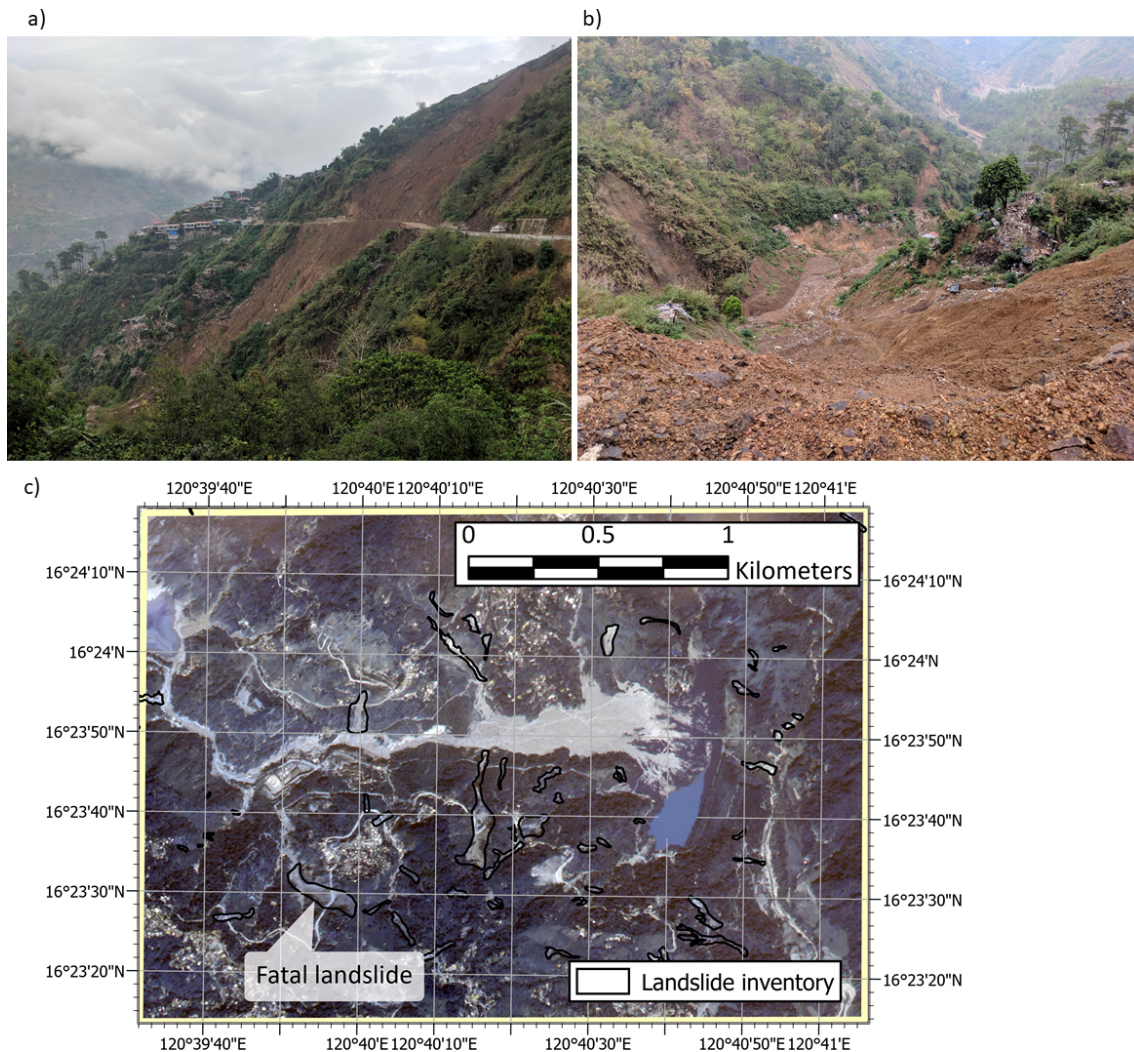 a)
b)
c)
120°39'40"E 120°40'E 120°40'10"E 120°40'30"E 120°40'50"E 120°41'E
0 0.5 1
Kilometers
16°24'10"N 16°24'10"N
16°24'N 16°24'N
16°23'50"N 16°23'50"N
16°23'40"N 16°23'40"N
16°23'30"N 16°23'30"N
Fatal landslide
Landslide inventory
16°23'20"N 16°23'20"N
120°39'40"E 120°40'E 120°40'10"E 120°40'30"E 120°40'50"E 120°41'E